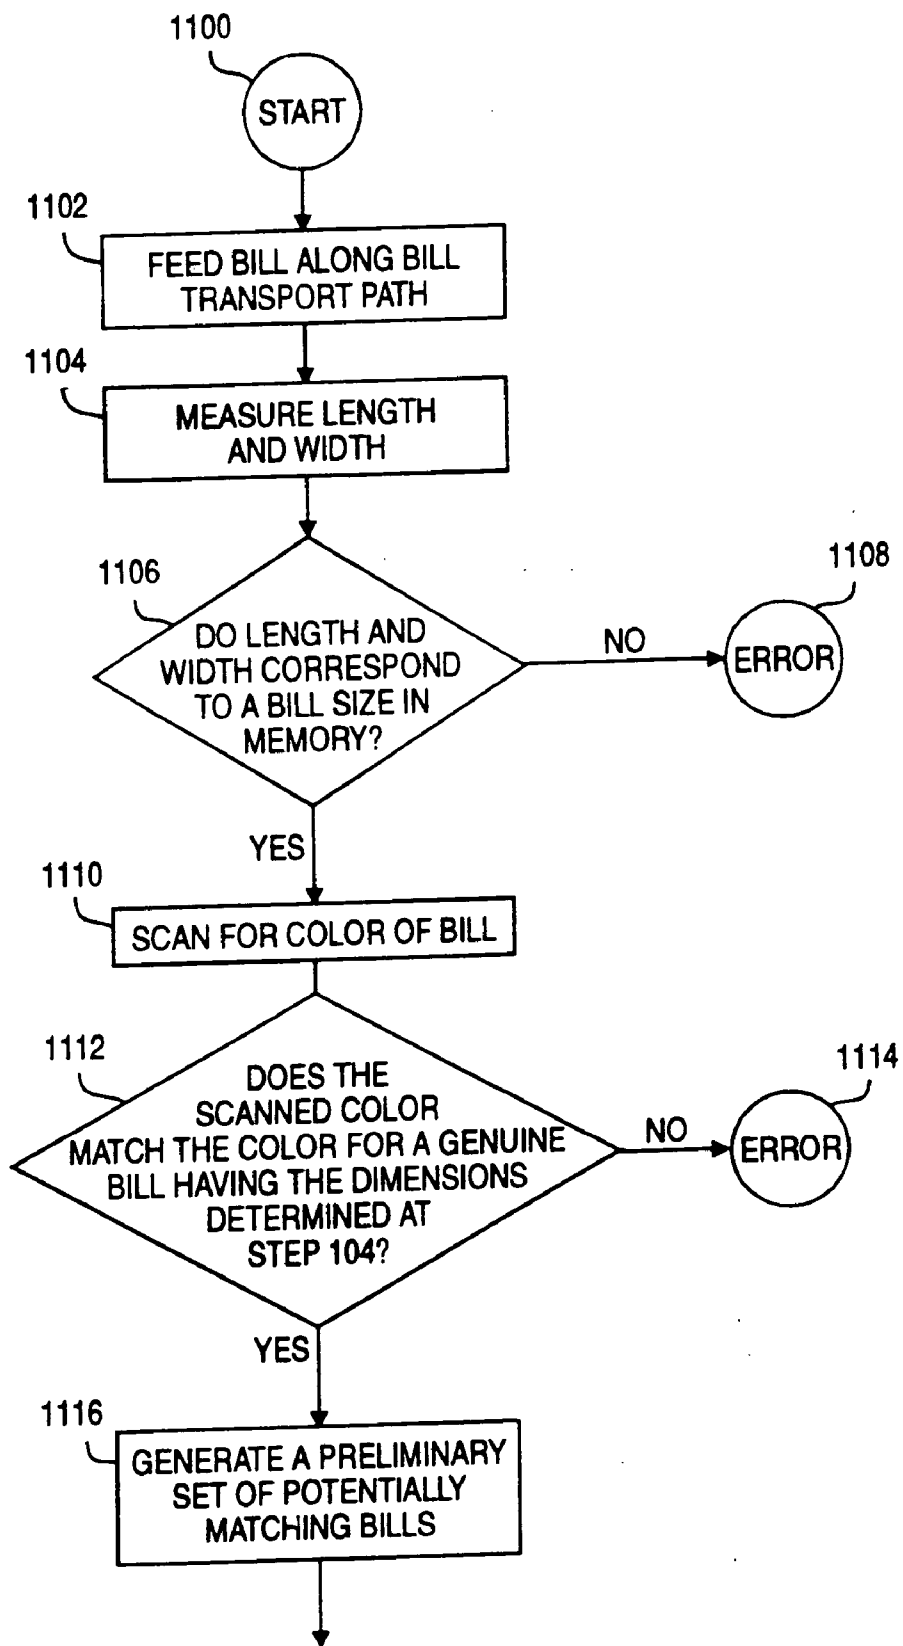 1100
START
1102
FEED BILL ALONG BILL
TRANSPORT PATH
1104
MEASURE LENGTH
AND WIDTH
1106
DO LENGTH AND
WIDTH CORRESPOND
TO A BILL SIZE IN
MEMORY?
NO
1108
ERROR
YES
1110
SCAN FOR COLOR OF BILL
1112
DOES THE
SCANNED COLOR
MATCH THE COLOR FOR A GENUINE
BILL HAVING THE DIMENSIONS
DETERMINED AT
STEP 104?
NO
1114
ERROR
YES
1116
GENERATE A PRELIMINARY
SET OF POTENTIALLY
MATCHING BILLS